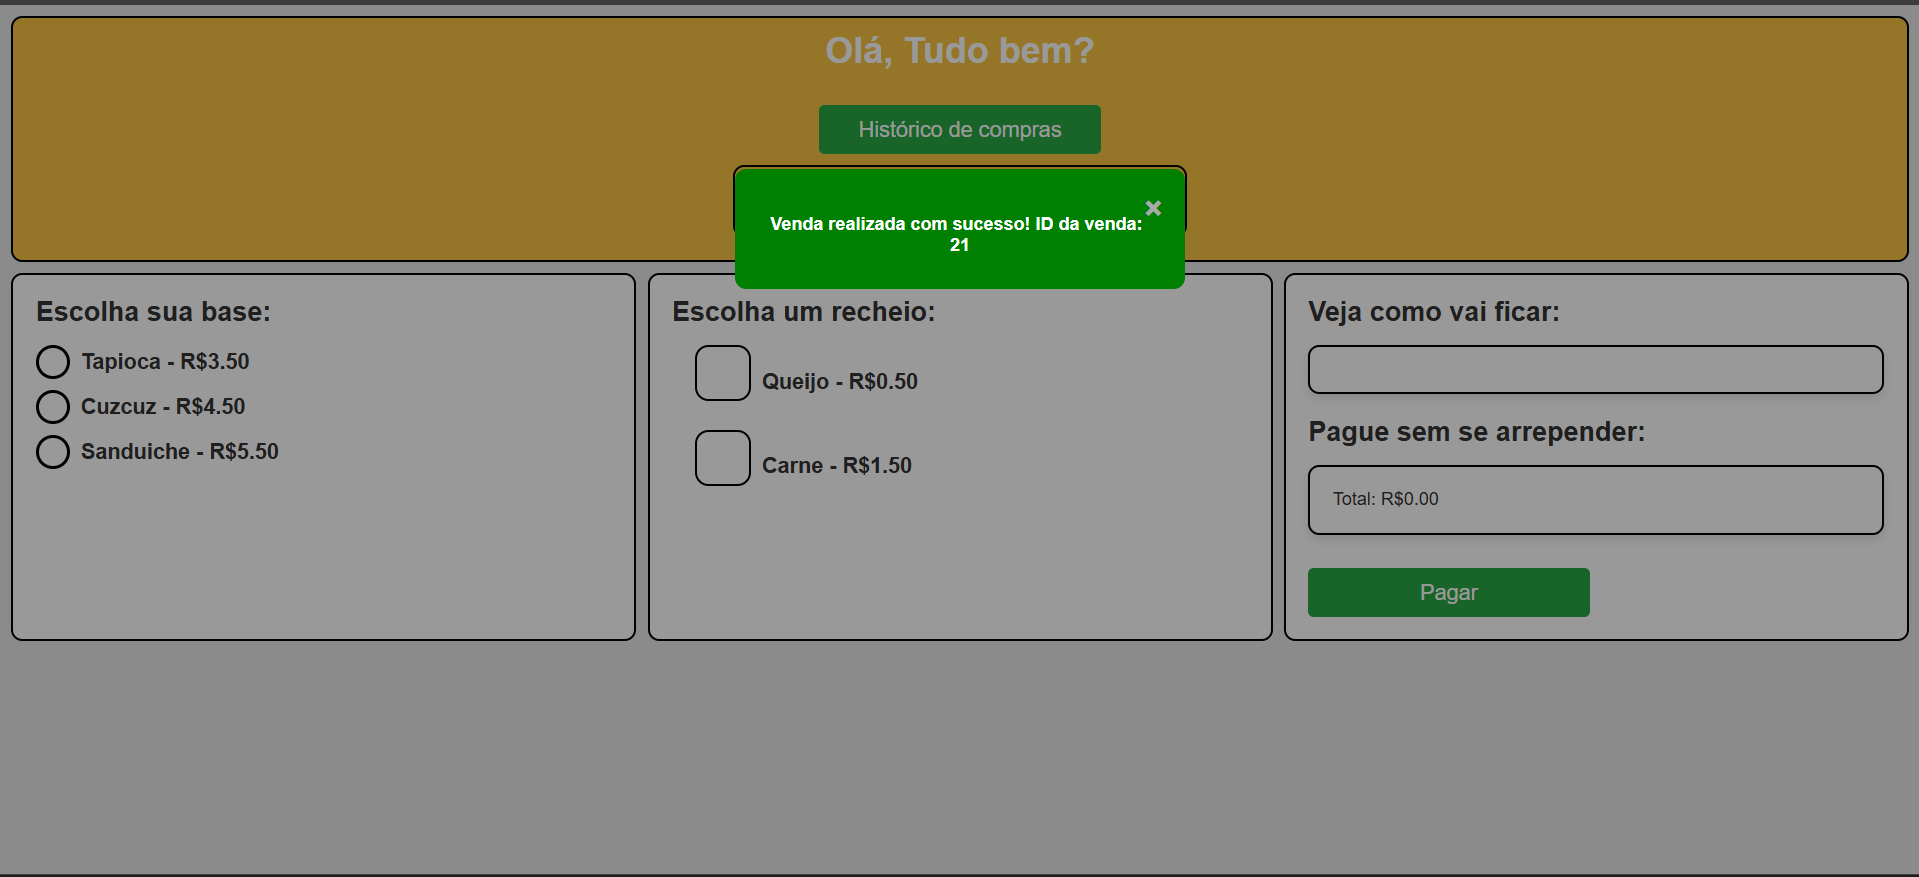 Olá, Tudo bem?
Histórico de compras
×
Venda realizada com sucesso! ID da venda:
21
Escolha sua base:
Tapioca - R$3.50
Cuzcuz - R$4.50
Sanduiche - R$5.50
Escolha um recheio:
Queijo - R$0.50
Carne - R$1.50
Veja como vai ficar:
Pague sem se arrepender:
Total: R$0.00
Pagar